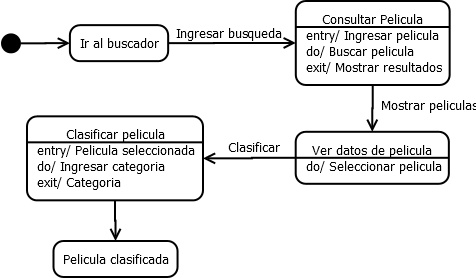 Ir al buscador
Ingresar busqueda
Consultar Pelicula
entry/ Ingresar pelicula
do/ Buscar pelicula
exit/ Mostrar resultados
Mostrar peliculas
Ver datos de pelicula
do/ Seleccionar pelicula
Clasificar
Clasificar pelicula
entry/ Pelicula seleccionada
do/ Ingresar categoria
exit/ Categoria
Pelicula clasificada